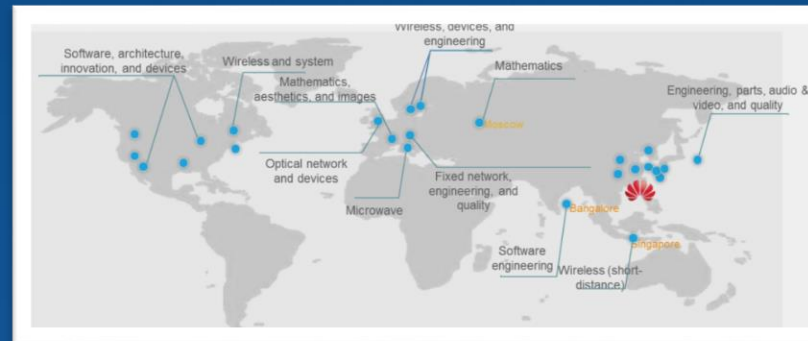 Wireless, devices, and
engineering
Software, architecture,
innovation, and devices
Wireless and system
Mathematics
Mathematics,
aesthetics, and images
Engineering, parts, audio &
video, and quality
Moscow
Optical network
and devices
Fixed network,
engineering, and
quality
Microwave
Bangalore
Singapore
Software
engineering
Wireless (short-
distance)